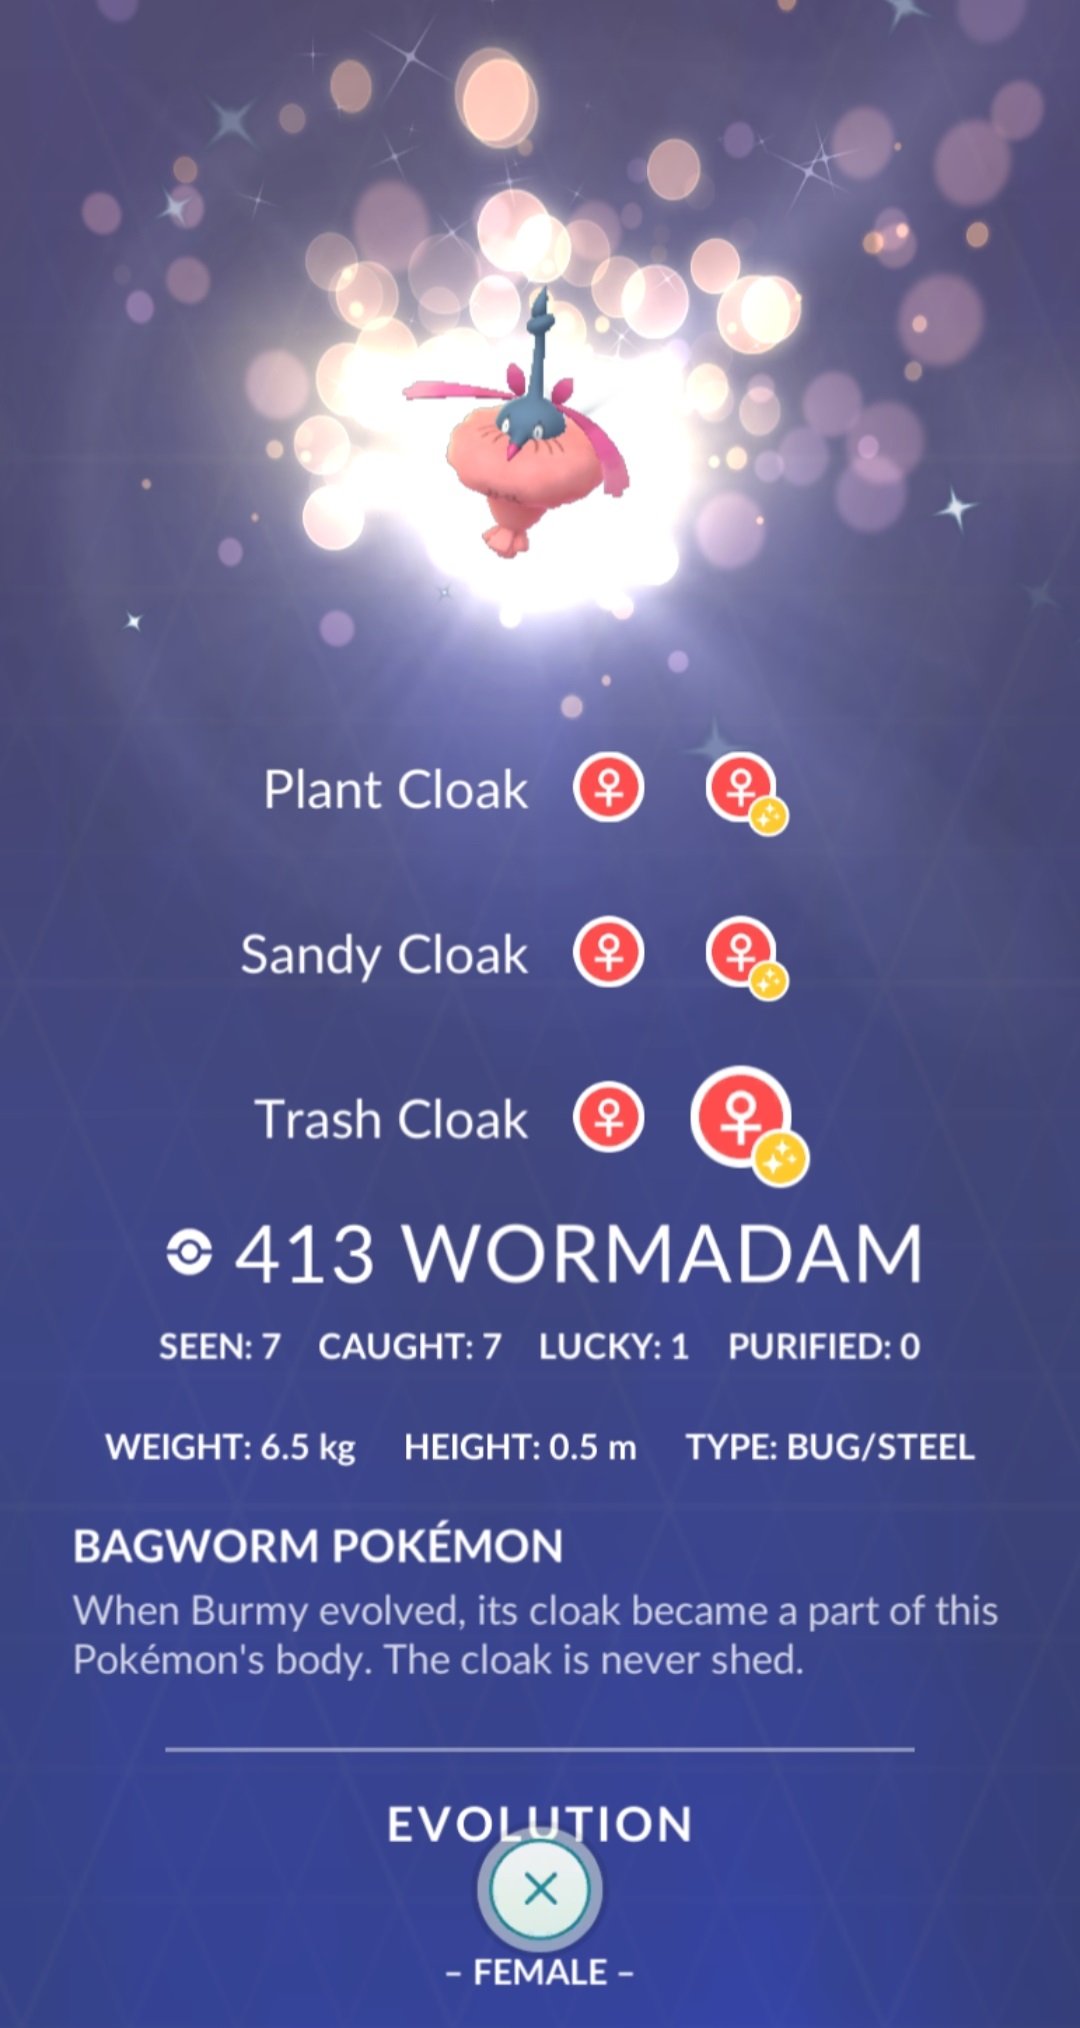 Plant Cloak
Sandy Cloak
Trash Cloak
413 WORMADAM
SEEN: 7 CAUGHT: 7 LUCKY: 1 PURIFIED: 0
WEIGHT: 6.5 kg HEIGHT: 0.5 m TYPE: BUG/STEEL
BAGWORM POKÉMON
When Burmy evolved, its cloak became a part of this
Pokémon's body. The cloak is never shed.
EVOLUTION
– FEMALE –